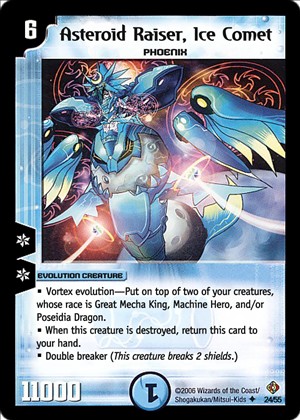 6
Asteroid Raiser, Ice Comet
PHOENIX
EVOLUTION CREATURE
• Vortex evolution—Put on top of two of your creatures,
whose race is Great Mecha King, Machine Hero, and/or
Poseidia Dragon.
• When this creature is destroyed, return this card to
your hand.
• Double breaker (This creature breaks 2 shields.)
11000
1
©2006 Wizards of the Coast/
Shogakukan/Mitsui-Kids ♦ 24/55